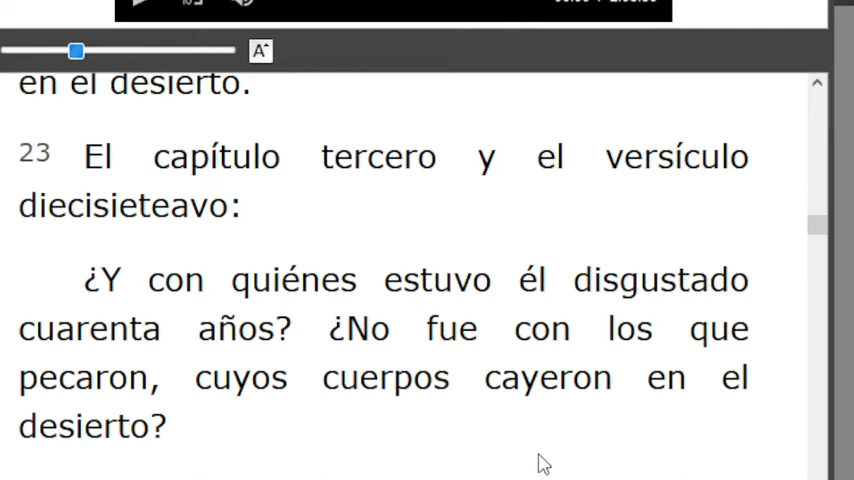 en el desierto.
23 El capítulo tercero y el versículo
diecisieteavo:
¿Y con quiénes estuvo él disgustado
cuarenta años? ¿No fue con los que
pecaron, cuyos cuerpos cayeron en el
desierto?